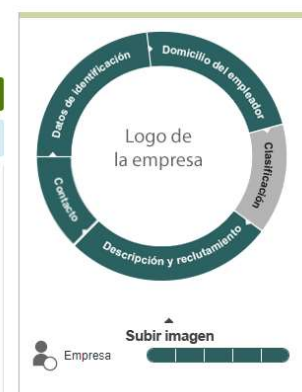 Datos de identificación
Domicilio del empleador
Clasificación
Descripción y reclutamiento
Contacto
Logo de
la empresa
Subir imagen
Empresa